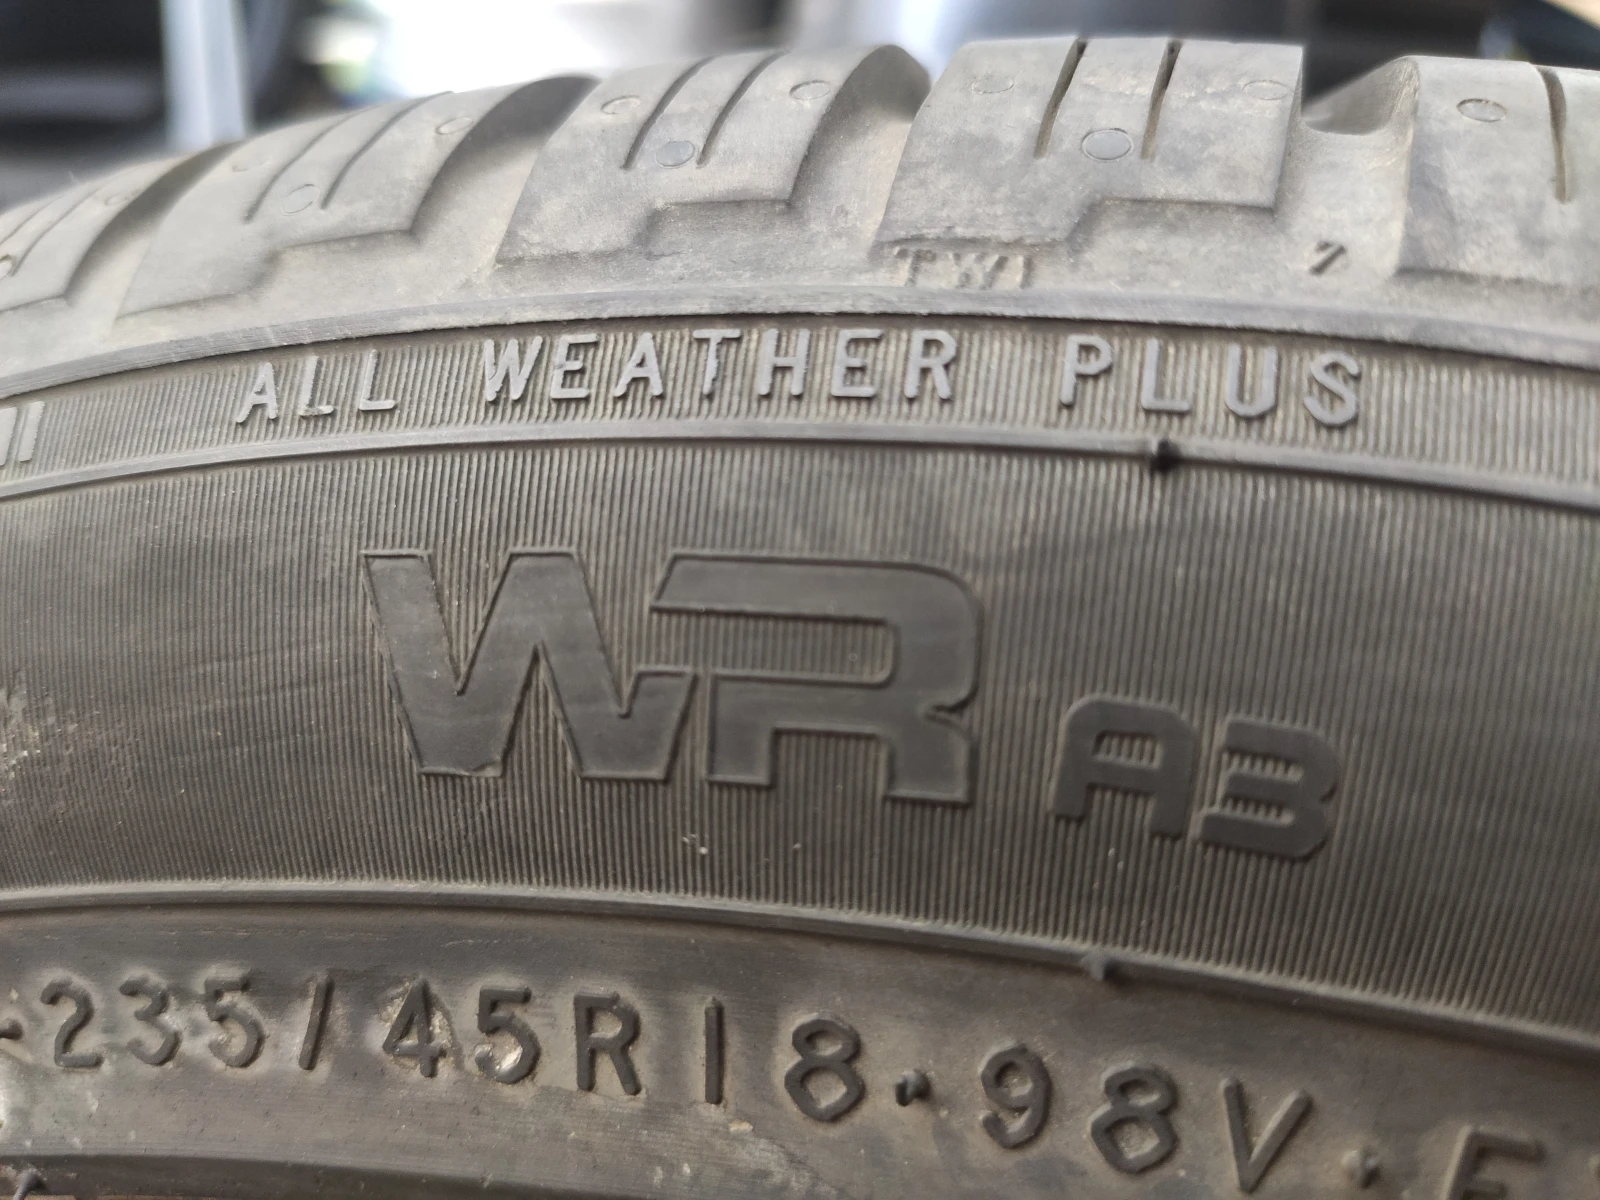 TWI
ALL WEATHER PLUS
WR A3
235/45R18 · 98V ·